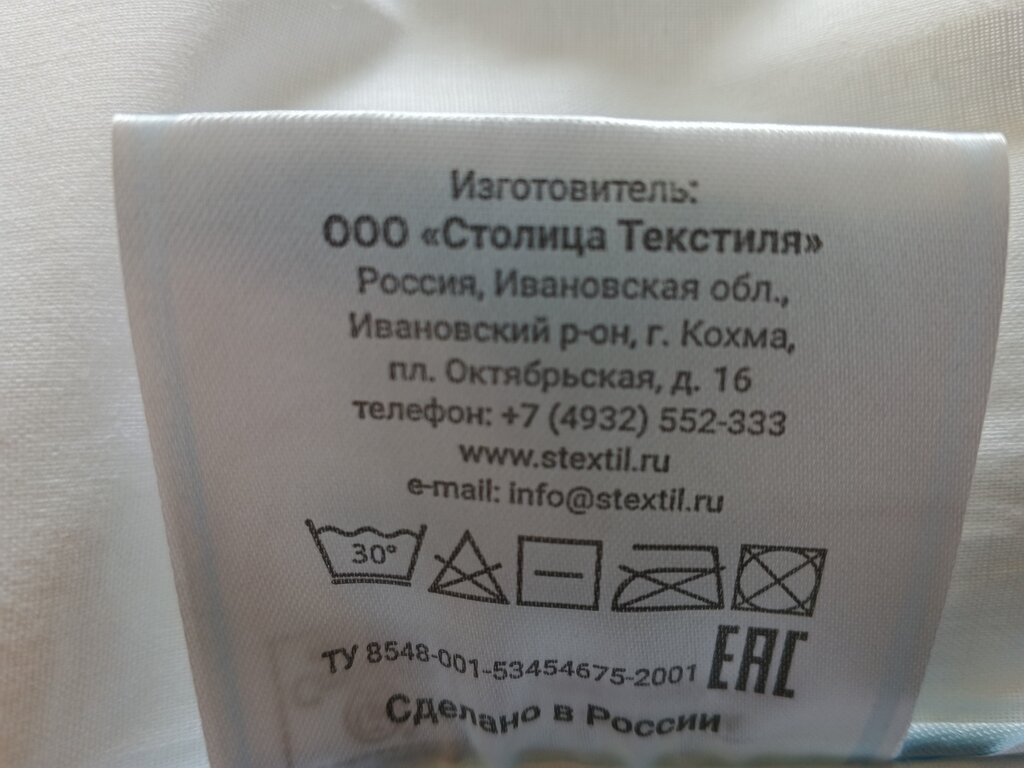 Изготовитель:
ООО «Столица Текстиля»
Россия, Ивановская обл.,
Ивановский р-он, г. Кохма,
пл. Октябрьская, д. 16
телефон: +7 (4932) 552-333
www.stextil.ru
e-mail: info@stextil.ru
30°
ТУ 8548-001-53454675-2001 EAC
Сделано в России